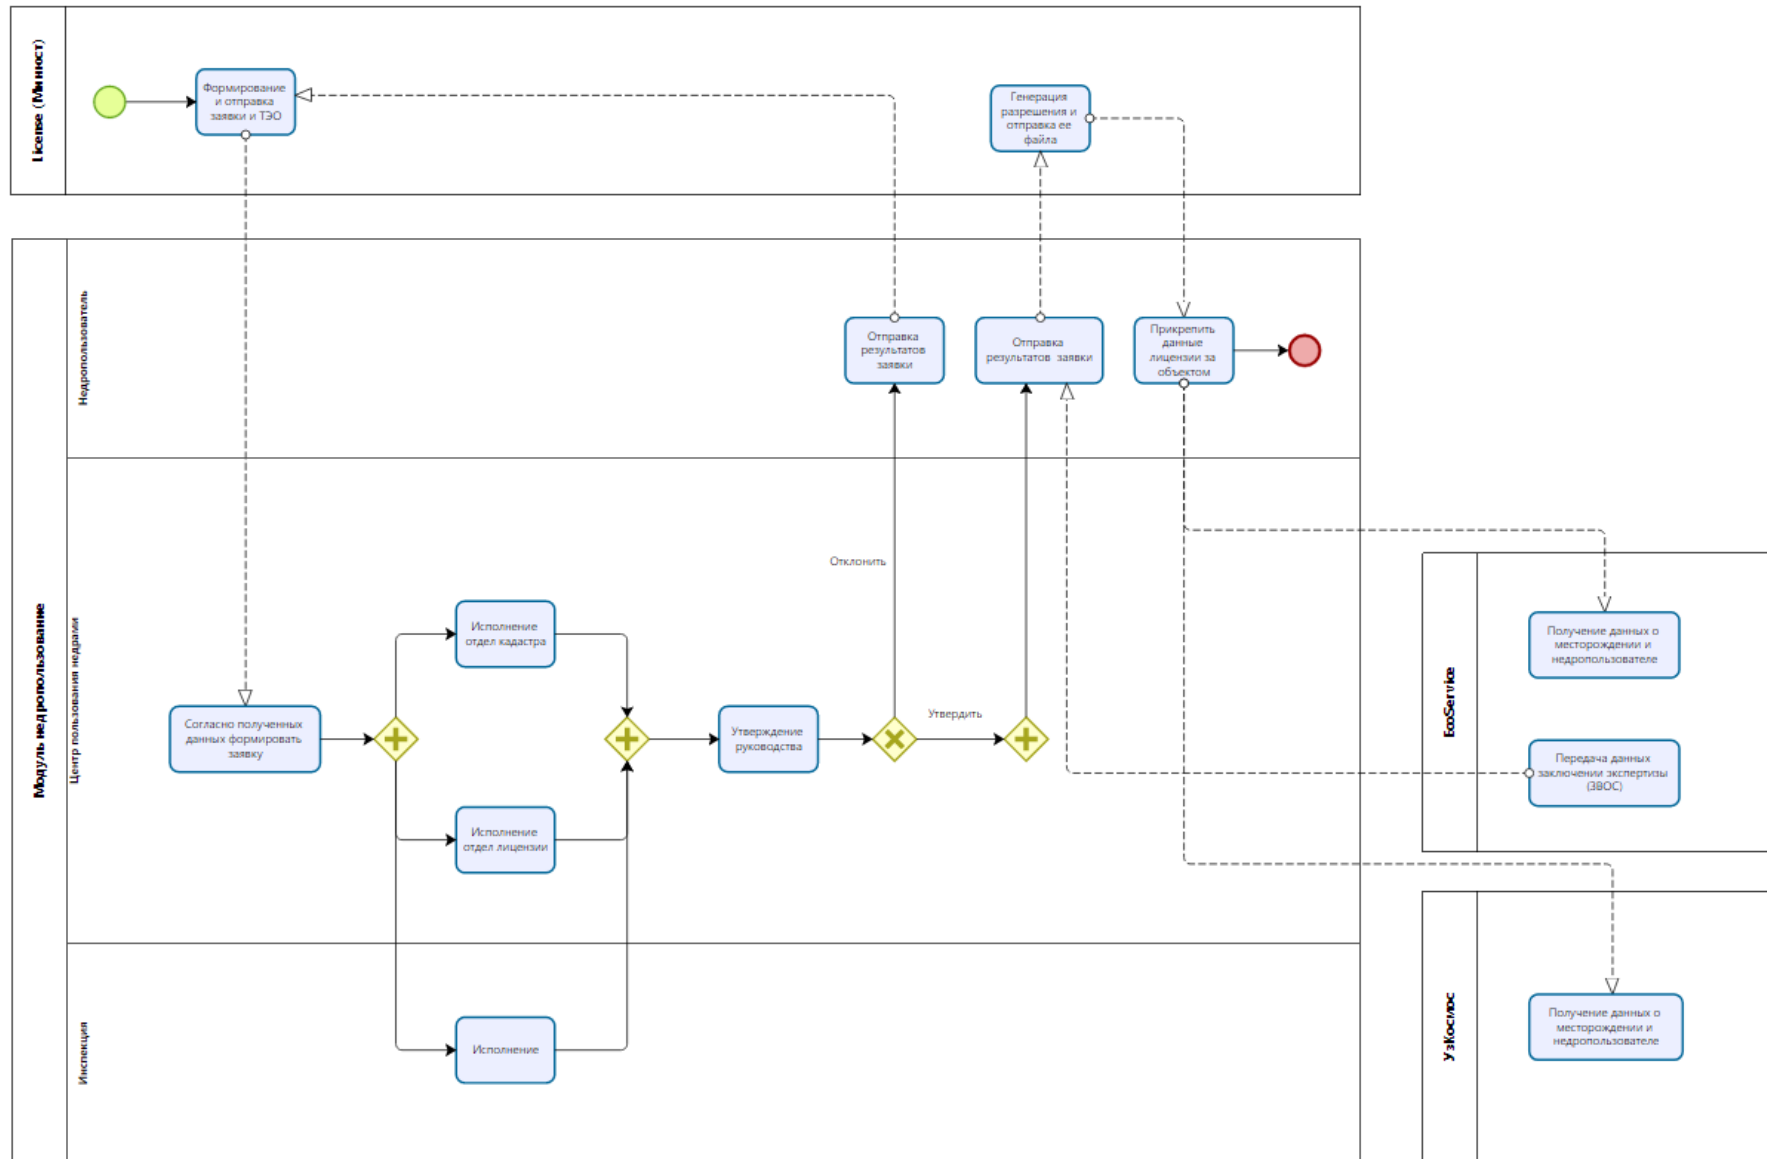 License (Минюст)
Формирование
и отправка
заявки и ТЭО
Генерация
разрешения и
отправка ее
файла
Модуль недропользование
Недропользователь
Отправка
результатов
заявки
Отправка
результатов заявки
Прикрепить
данные
лицензии за
объектом
Центр пользования недрами
Отклонить
Исполнение
отдел кадастра
Согласно полученных
данных формировать
заявку
Утверждение
руководства
Утвердить
Исполнение
отдел лицензии
Инспекция
Исполнение
EcoService
Получение данных о
месторождении и
недропользователе
Передача данных
заключении экспертизы
(ЗВОС)
УзКосмос
Получение данных о
месторождении и
недропользователе